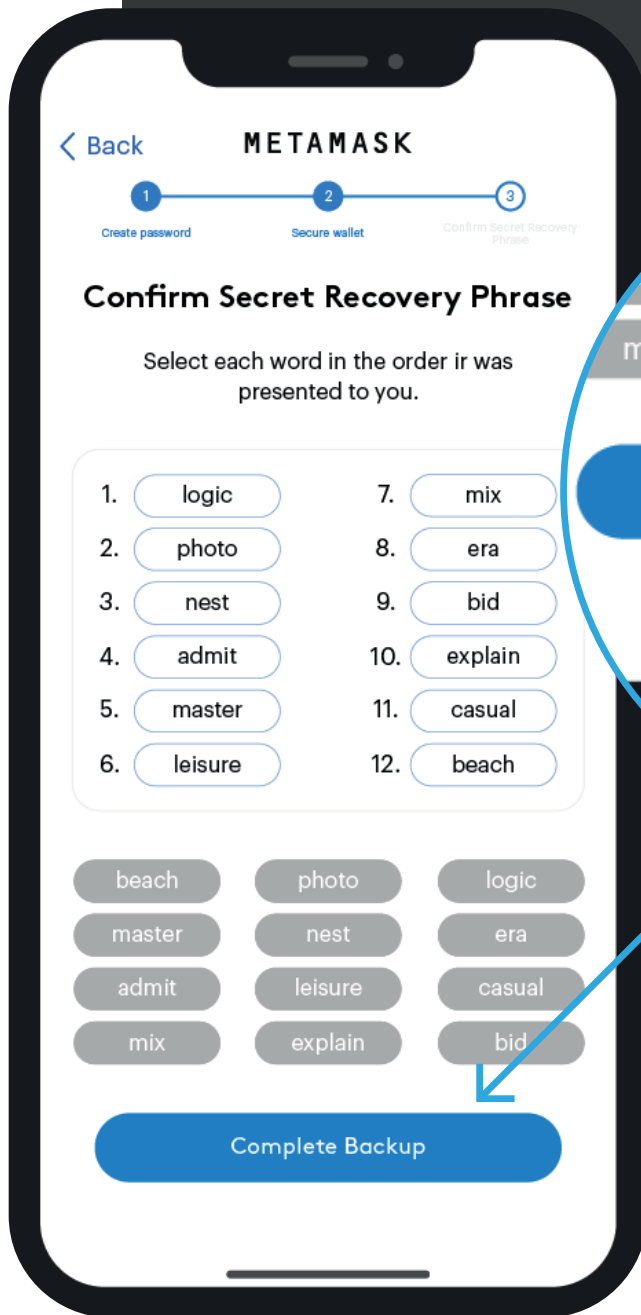 Back
METAMASK
1
2
3
Create password
Secure wallet
Confirm Secret Recovery
Phrase
Confirm Secret Recovery Phrase
Select each word in the order ir was
presented to you.
1. logic
2. photo
3. nest
4. admit
5. master
6. leisure
7. mix
8. era
9. bid
10. explain
11. casual
12. beach
beach photo logic
master nest era
admit leisure casual
mix explain bid
Complete Backup